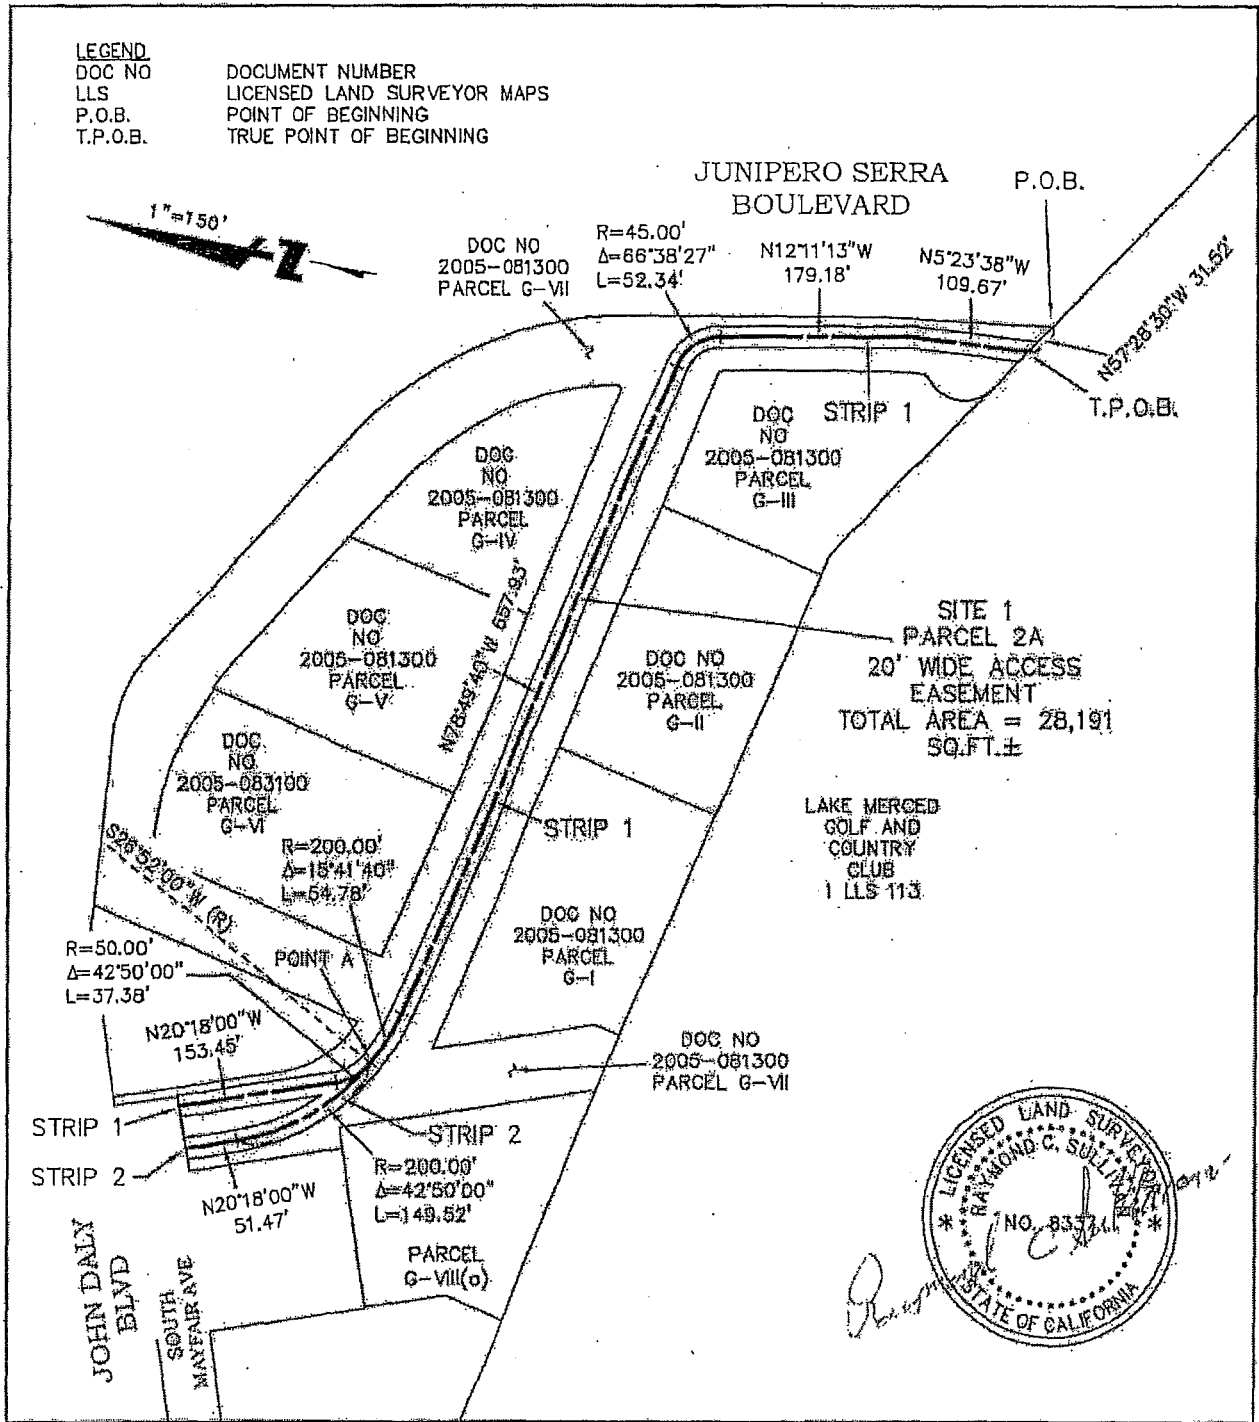 LEGEND
DOC NO DOCUMENT NUMBER
LLS LICENSED LAND SURVEYOR MAPS
P.O.B. POINT OF BEGINNING
T.P.O.B. TRUE POINT OF BEGINNING
1"=150'
JUNIPERO SERRA
BOULEVARD
P.O.B.
DOC NO
2005-081300
PARCEL G-VII
R=45.00'
Δ=66°38'27"
L=52.34'
N12°11'13"W
179.18'
N5°23'38"W
109.67'
N57°28'30"W 31.52'
T.P.O.B.
STRIP 1
DOC
NO
2005-081300
PARCEL
G-III
DOC
NO
2005-081300
PARCEL
G-IV
N78°49'40"W 657.93'
SITE 1
PARCEL 2A
20' WIDE ACCESS
EASEMENT
TOTAL AREA = 28,191
SQ.FT.±
DOC
NO
2005-081300
PARCEL
G-V
DOC NO
2005-081300
PARCEL
G-II
DOC
NO
2005-083100
PARCEL
G-VI
LAKE MERCED
GOLF AND
COUNTRY
CLUB
1 LLS 113
STRIP 1
S26°52'00"W (R)
R=200.00'
Δ=15°41'40"
L=54.78'
DOC NO
2005-081300
PARCEL
G-I
R=50.00'
Δ=42°50'00"
L=37.38'
POINT A
N20°18'00"W
153.45'
DOC NO
2005-081300
PARCEL G-VII
STRIP 1
STRIP 2
STRIP 2
R=200.00'
Δ=42°50'00"
L=149.52'
N20°18'00"W
51.47'
PARCEL
G-VIII(a)
JOHN DALY
BLVD
SOUTH
MAYFAIR AVE
LICENSED LAND SURVEYOR
RAYMOND C. SULLIVAN
NO. 8337
STATE OF CALIFORNIA